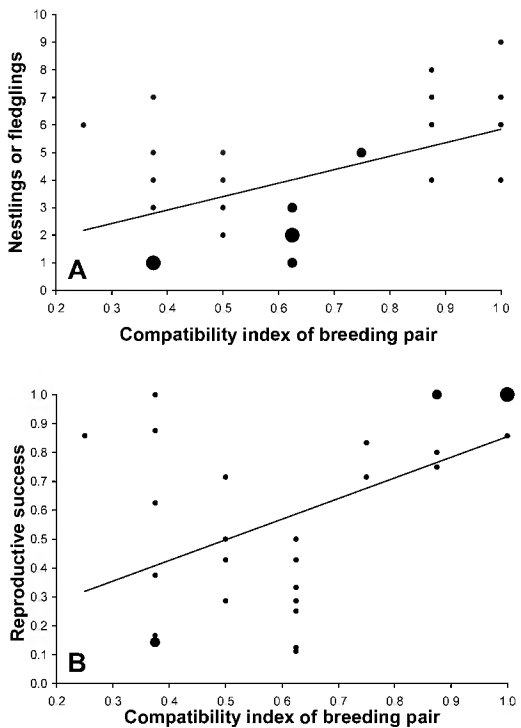 10
9
8
7
6
5
4
3
2
1
0
Nestlings or fledglings
A
0.2 0.3 0.4 0.5 0.6 0.7 0.8 0.9 1.0
Compatibility index of breeding pair
1.0
0.9
0.8
0.7
0.6
0.5
0.4
0.3
0.2
0.1
0.0
Reproductive success
B
0.2 0.3 0.4 0.5 0.6 0.7 0.8 0.9 1.0
Compatibility index of breeding pair